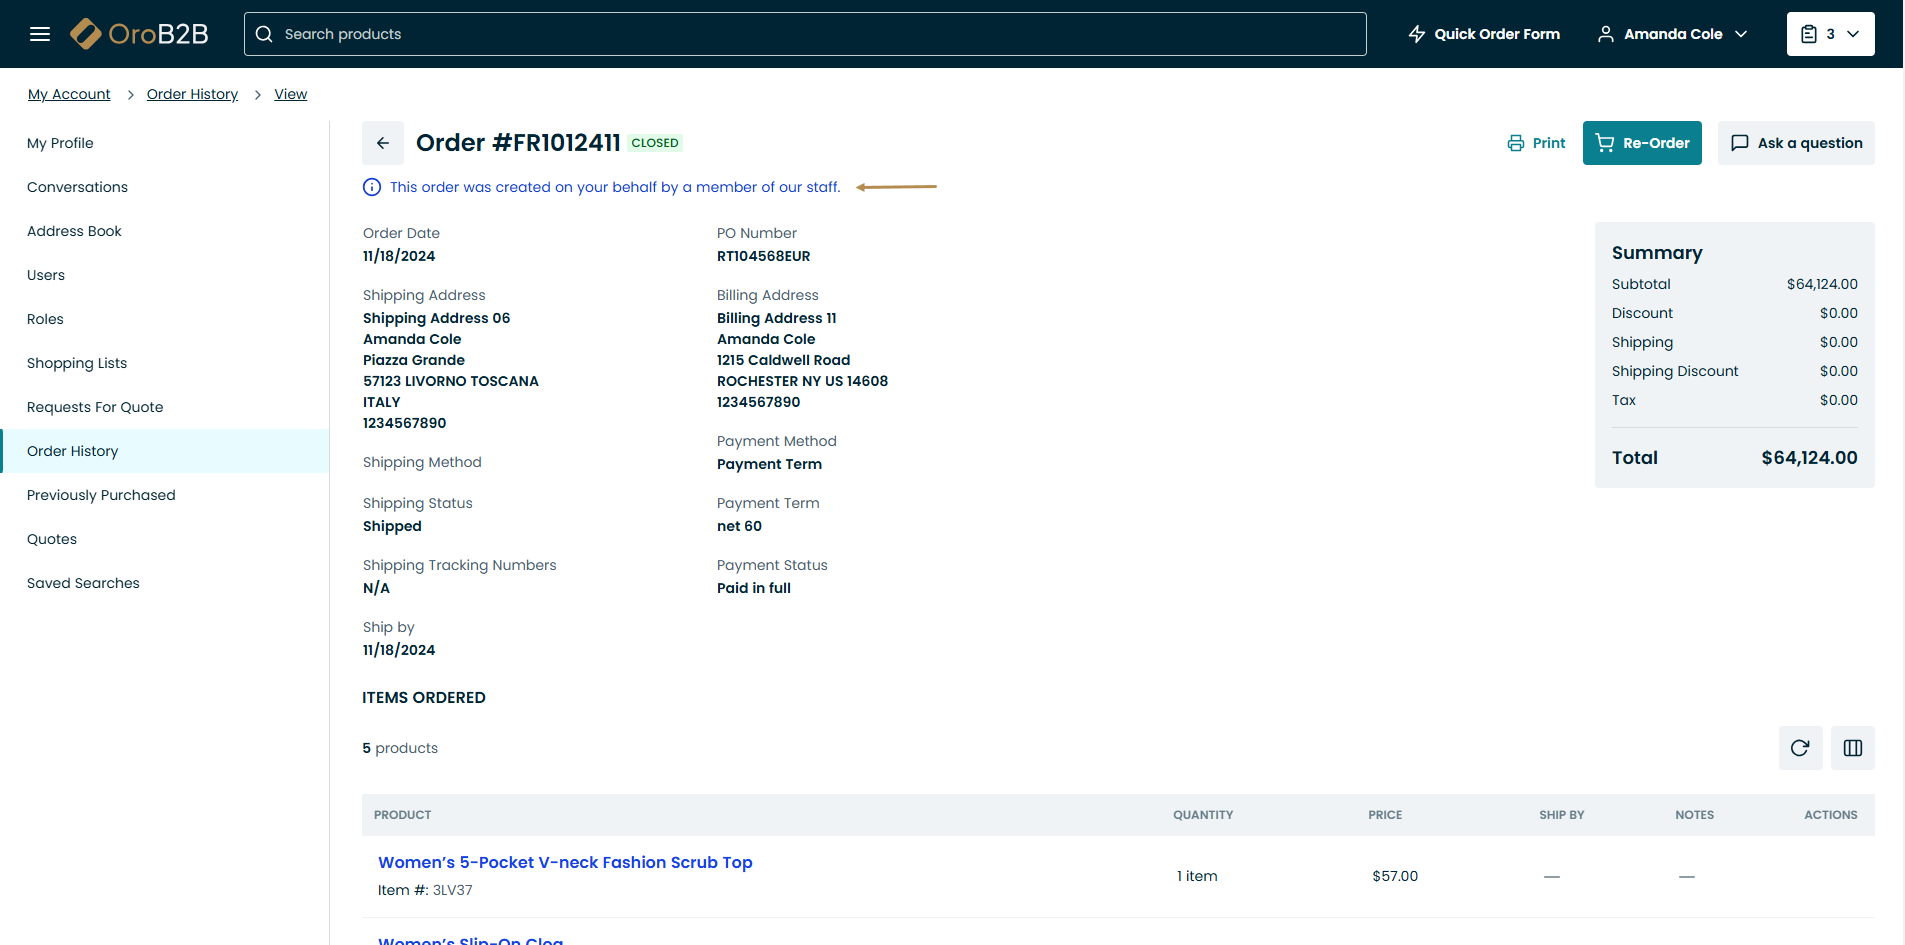 OroB2B
Search products
Quick Order Form
Amanda Cole
3
My Account > Order History > View
My Profile
Conversations
Address Book
Users
Roles
Shopping Lists
Requests For Quote
Order History
Previously Purchased
Quotes
Saved Searches
Order #FR1012411 CLOSED
Print
Re-Order
Ask a question
This order was created on your behalf by a member of our staff.
Order Date
11/18/2024
Shipping Address
Shipping Address 06
Amanda Cole
Piazza Grande
57123 LIVORNO TOSCANA
ITALY
1234567890
Shipping Method
Shipping Status
Shipped
Shipping Tracking Numbers
N/A
Ship by
11/18/2024
PO Number
RT104568EUR
Billing Address
Billing Address 11
Amanda Cole
1215 Caldwell Road
ROCHESTER NY US 14608
1234567890
Payment Method
Payment Term
Payment Term
net 60
Payment Status
Paid in full
Summary
Subtotal $64,124.00
Discount $0.00
Shipping $0.00
Shipping Discount $0.00
Tax $0.00
Total $64,124.00
ITEMS ORDERED
5 products
PRODUCT QUANTITY PRICE SHIP BY NOTES ACTIONS
Women’s 5-Pocket V-neck Fashion Scrub Top
Item #: 3LV37
1 item $57.00 — —
Women’s Slip-On Clog